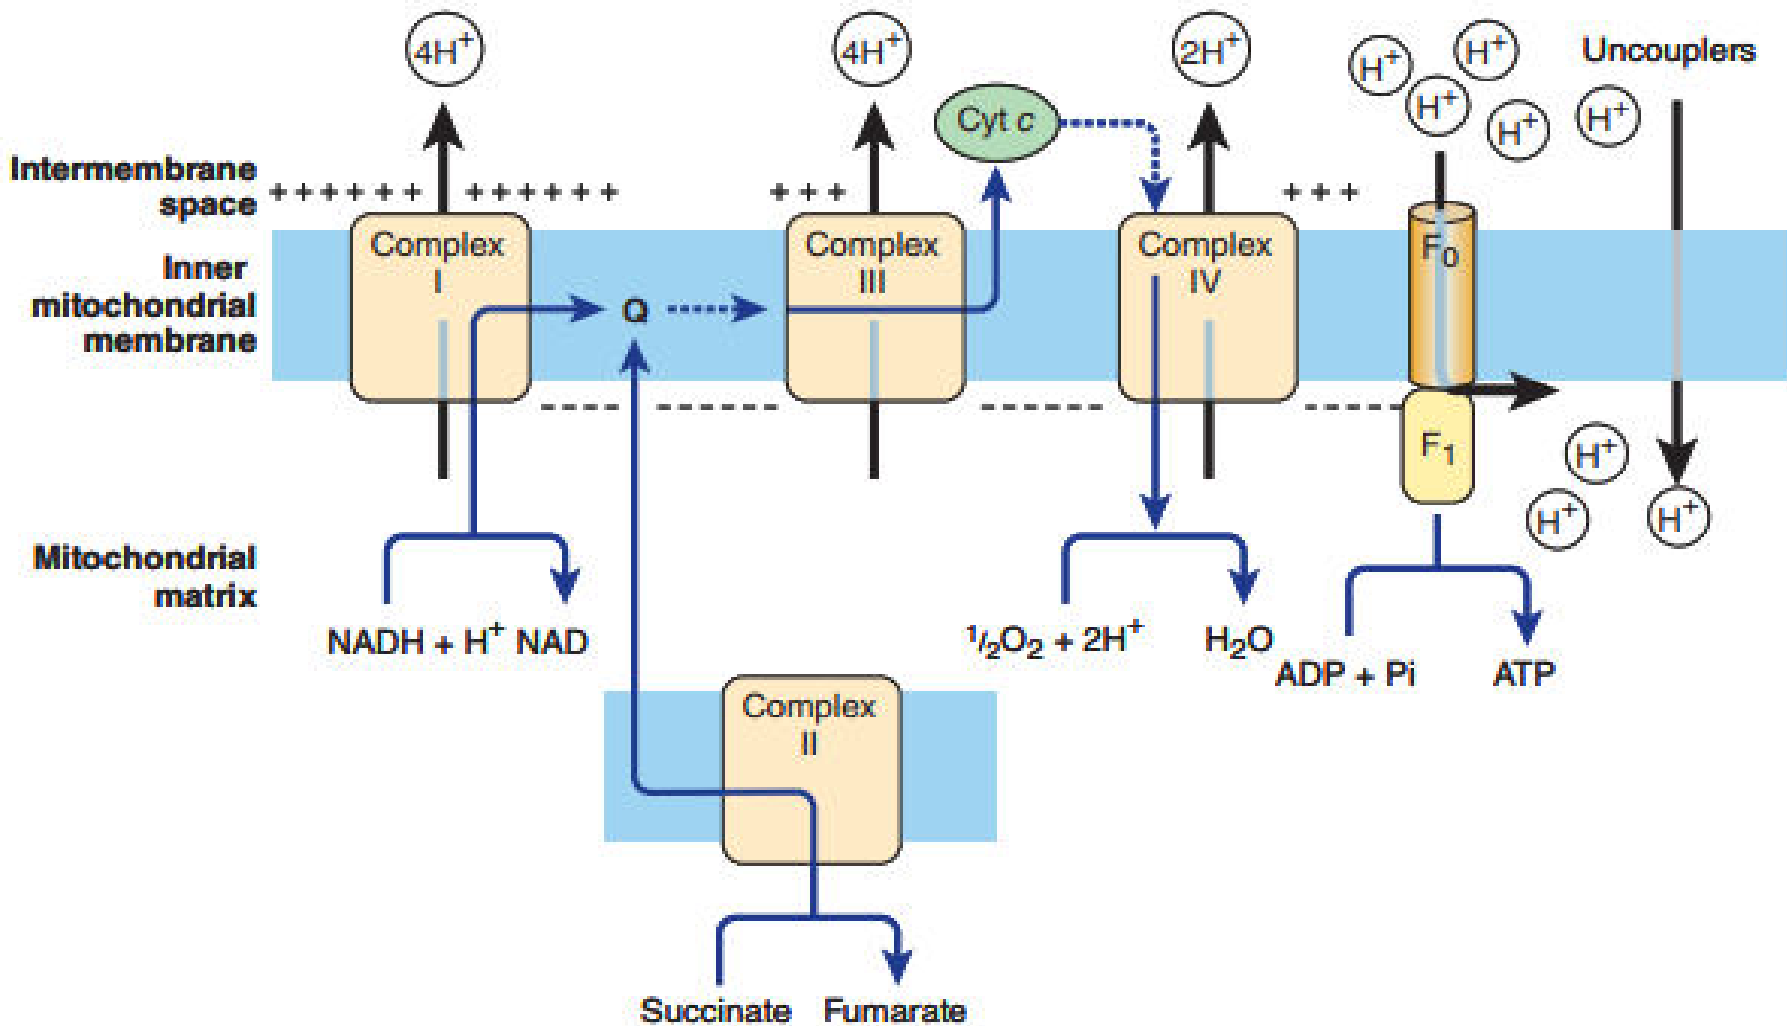 4H⁺
4H⁺
2H⁺
H⁺
H⁺
H⁺
H⁺
H⁺
Uncouplers
Cyt c
Intermembrane
space
++++++
++++++
+++
+++
Complex
I
Complex
III
Complex
IV
F₀
Inner
mitochondrial
membrane
Q
F₁
H⁺
H⁺
H⁺
Mitochondrial
matrix
NADH + H⁺ NAD
½O₂ + 2H⁺
H₂O
ADP + Pi
ATP
Complex
II
Succinate
Fumarate